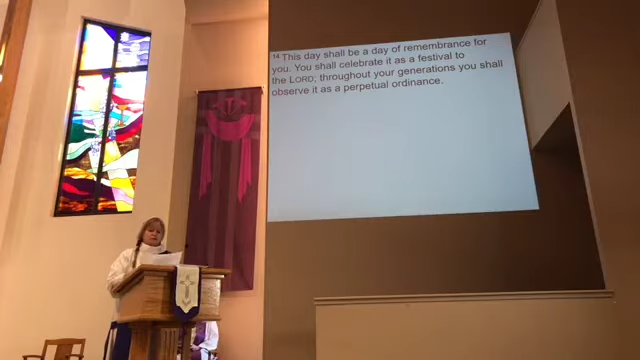 14 This day shall be a day of remembrance for
you. You shall celebrate it as a festival to
the LORD; throughout your generations you shall
observe it as a perpetual ordinance.